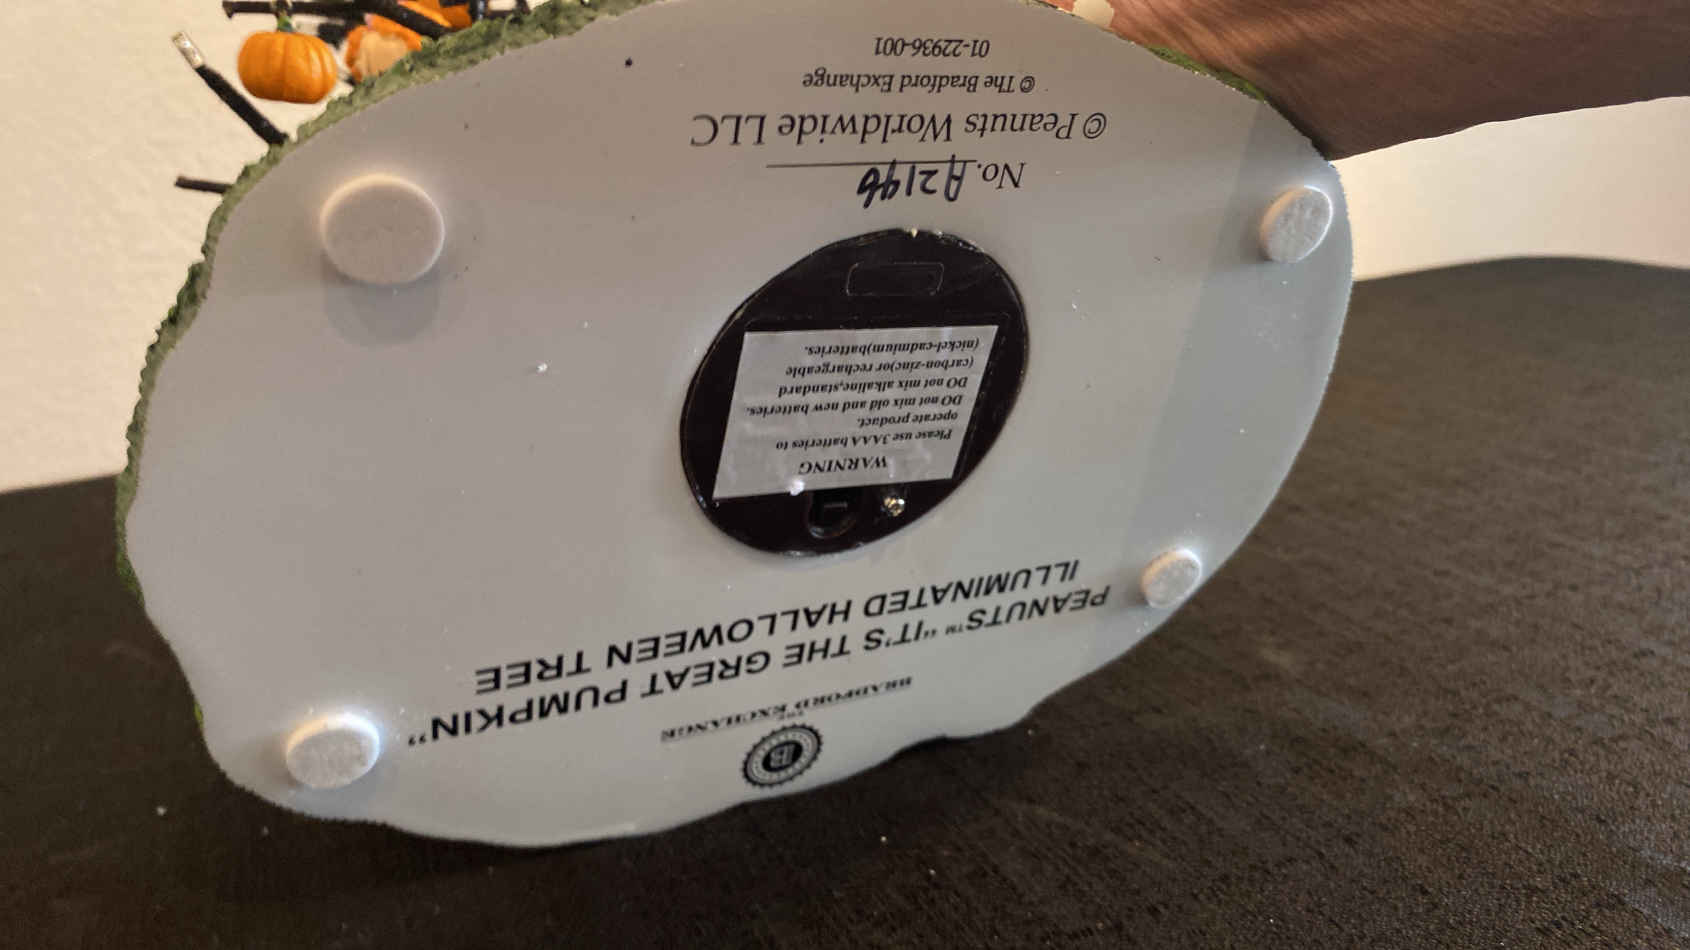 THE
BRADFORD EXCHANGE
PEANUTS™ “IT'S THE GREAT PUMPKIN”
ILLUMINATED HALLOWEEN TREE
WARNING
Please use 3AAA batteries to
operate product.
DO not mix old and new batteries.
DO not mix alkaline,standard
(carbon-zinc)or rechargeable
(nickel-cadmium)batteries.
No. A2196
©Peanuts Worldwide LLC
© The Bradford Exchange
01-22936-001